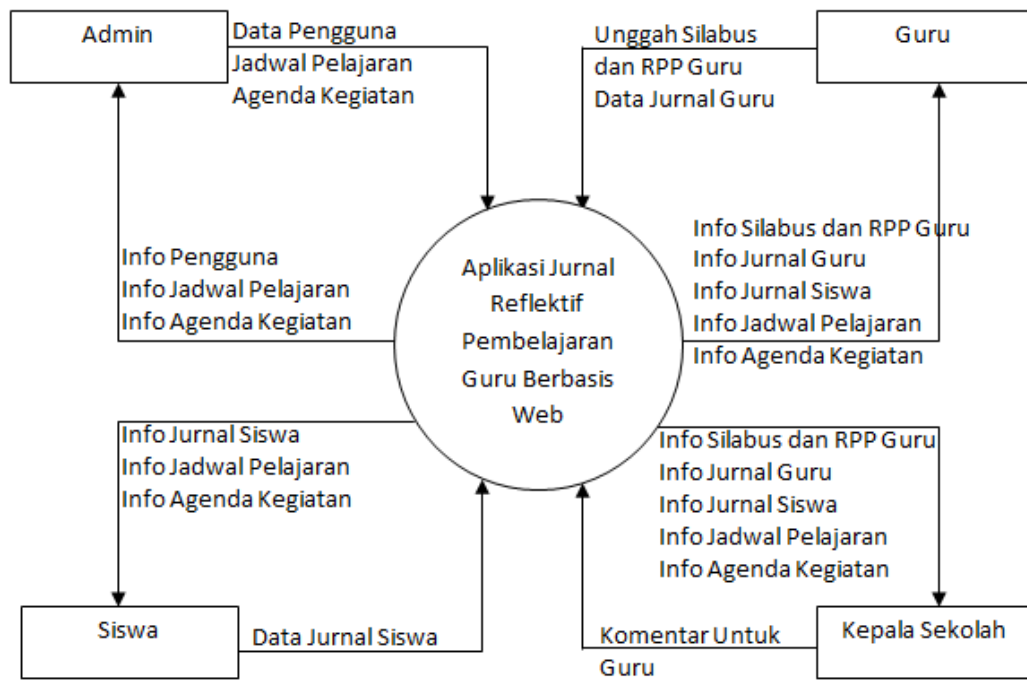 Admin
Data Pengguna
Jadwal Pelajaran
Agenda Kegiatan
Unggah Silabus
dan RPP Guru
Data Jurnal Guru
Guru
Info Pengguna
Info Jadwal Pelajaran
Info Agenda Kegiatan
Aplikasi Jurnal
Reflektif
Pembelajaran
Guru Berbasis
Web
Info Silabus dan RPP Guru
Info Jurnal Guru
Info Jurnal Siswa
Info Jadwal Pelajaran
Info Agenda Kegiatan
Info Jurnal Siswa
Info Jadwal Pelajaran
Info Agenda Kegiatan
Info Silabus dan RPP Guru
Info Jurnal Guru
Info Jurnal Siswa
Info Jadwal Pelajaran
Info Agenda Kegiatan
Siswa
Data Jurnal Siswa
Komentar Untuk
Guru
Kepala Sekolah